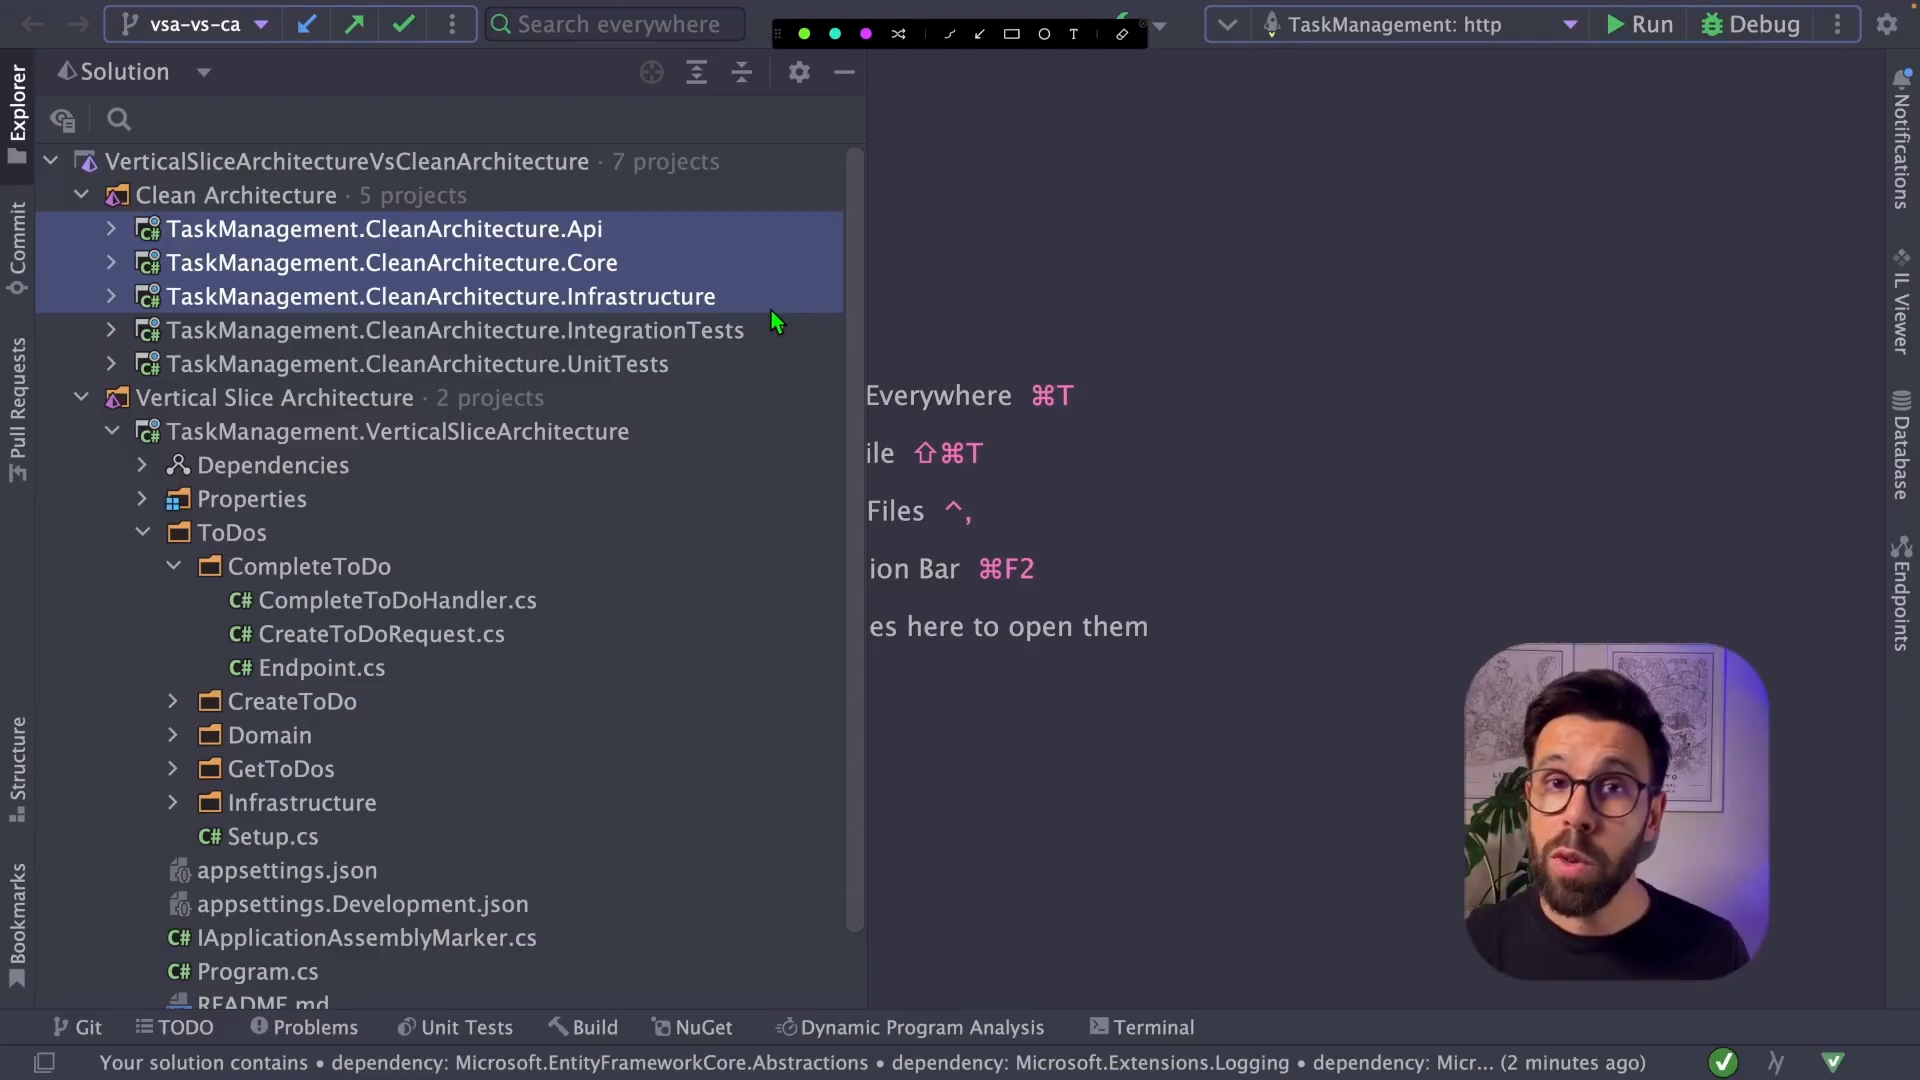 vsa-vs-ca
Search everywhere
TaskManagement: http
Run
Debug
Explorer
Commit
Pull Requests
Structure
Bookmarks
Solution
VerticalSliceArchitectureVsCleanArchitecture · 7 projects
Clean Architecture · 5 projects
C# TaskManagement.CleanArchitecture.Api
C# TaskManagement.CleanArchitecture.Core
C# TaskManagement.CleanArchitecture.Infrastructure
C# TaskManagement.CleanArchitecture.IntegrationTests
C# TaskManagement.CleanArchitecture.UnitTests
Vertical Slice Architecture · 2 projects
C# TaskManagement.VerticalSliceArchitecture
Dependencies
Properties
ToDos
CompleteToDo
C# CompleteToDoHandler.cs
C# CreateToDoRequest.cs
C# Endpoint.cs
CreateToDo
Domain
GetToDos
Infrastructure
C# Setup.cs
appsettings.json
appsettings.Development.json
C# IApplicationAssemblyMarker.cs
C# Program.cs
README.md
Everywhere ⌘T
ile ⇧⌘T
Files ^,
ion Bar ⌘F2
es here to open them
Notifications
IL Viewer
Database
Endpoints
Git
TODO
Problems
Unit Tests
Build
NuGet
Dynamic Program Analysis
Terminal
Your solution contains • dependency: Microsoft.EntityFrameworkCore.Abstractions • dependency: Microsoft.Extensions.Logging • dependency: Micr... (2 minutes ago)